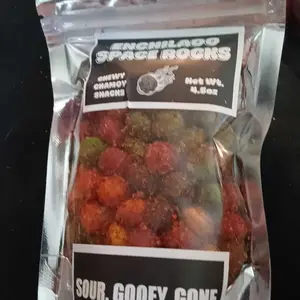 ENCHILADO
SPACE ROCKS
CHEWY
CHAMOY
SNACKS
Net Wt.
4.5oz
SOUR, GOOEY, GONE